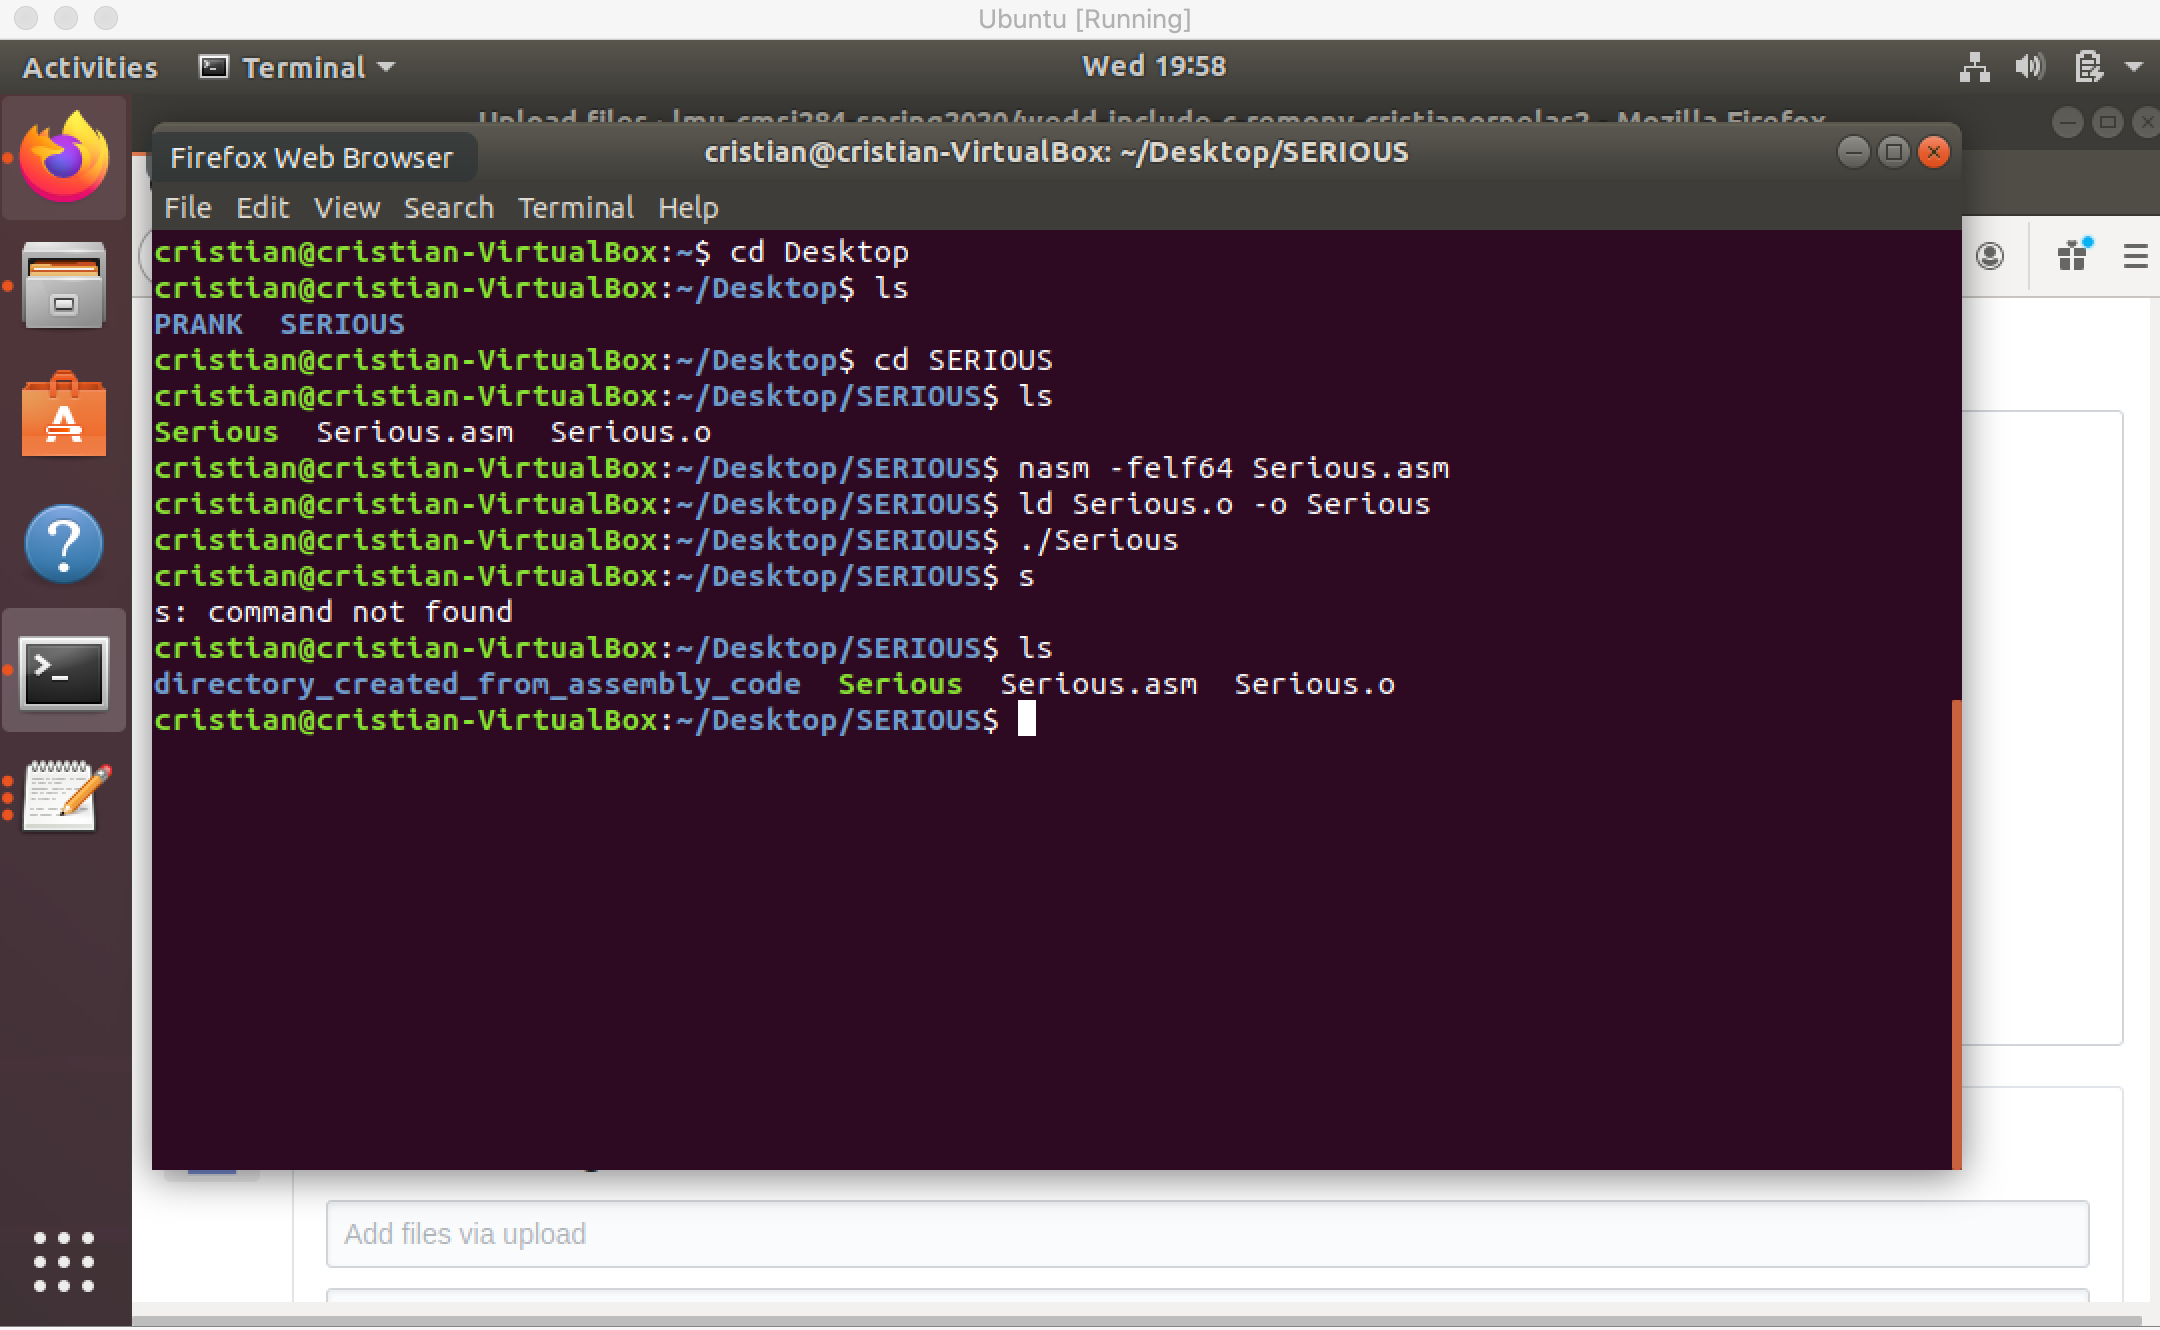 Ubuntu [Running]
Activities Terminal Wed 19:58
Upload files · lmu-cmsi284-spring2020/wedd-include-c-romony-cristianornelas2 - Mozilla Firefox
Firefox Web Browser
cristian@cristian-VirtualBox: ~/Desktop/SERIOUS
File Edit View Search Terminal Help
cristian@cristian-VirtualBox:~$ cd Desktop
cristian@cristian-VirtualBox:~/Desktop$ ls
PRANK  SERIOUS
cristian@cristian-VirtualBox:~/Desktop$ cd SERIOUS
cristian@cristian-VirtualBox:~/Desktop/SERIOUS$ ls
Serious  Serious.asm  Serious.o
cristian@cristian-VirtualBox:~/Desktop/SERIOUS$ nasm -felf64 Serious.asm
cristian@cristian-VirtualBox:~/Desktop/SERIOUS$ ld Serious.o -o Serious
cristian@cristian-VirtualBox:~/Desktop/SERIOUS$ ./Serious
cristian@cristian-VirtualBox:~/Desktop/SERIOUS$ s
s: command not found
cristian@cristian-VirtualBox:~/Desktop/SERIOUS$ ls
directory_created_from_assembly_code  Serious  Serious.asm  Serious.o
cristian@cristian-VirtualBox:~/Desktop/SERIOUS$
Add files via upload